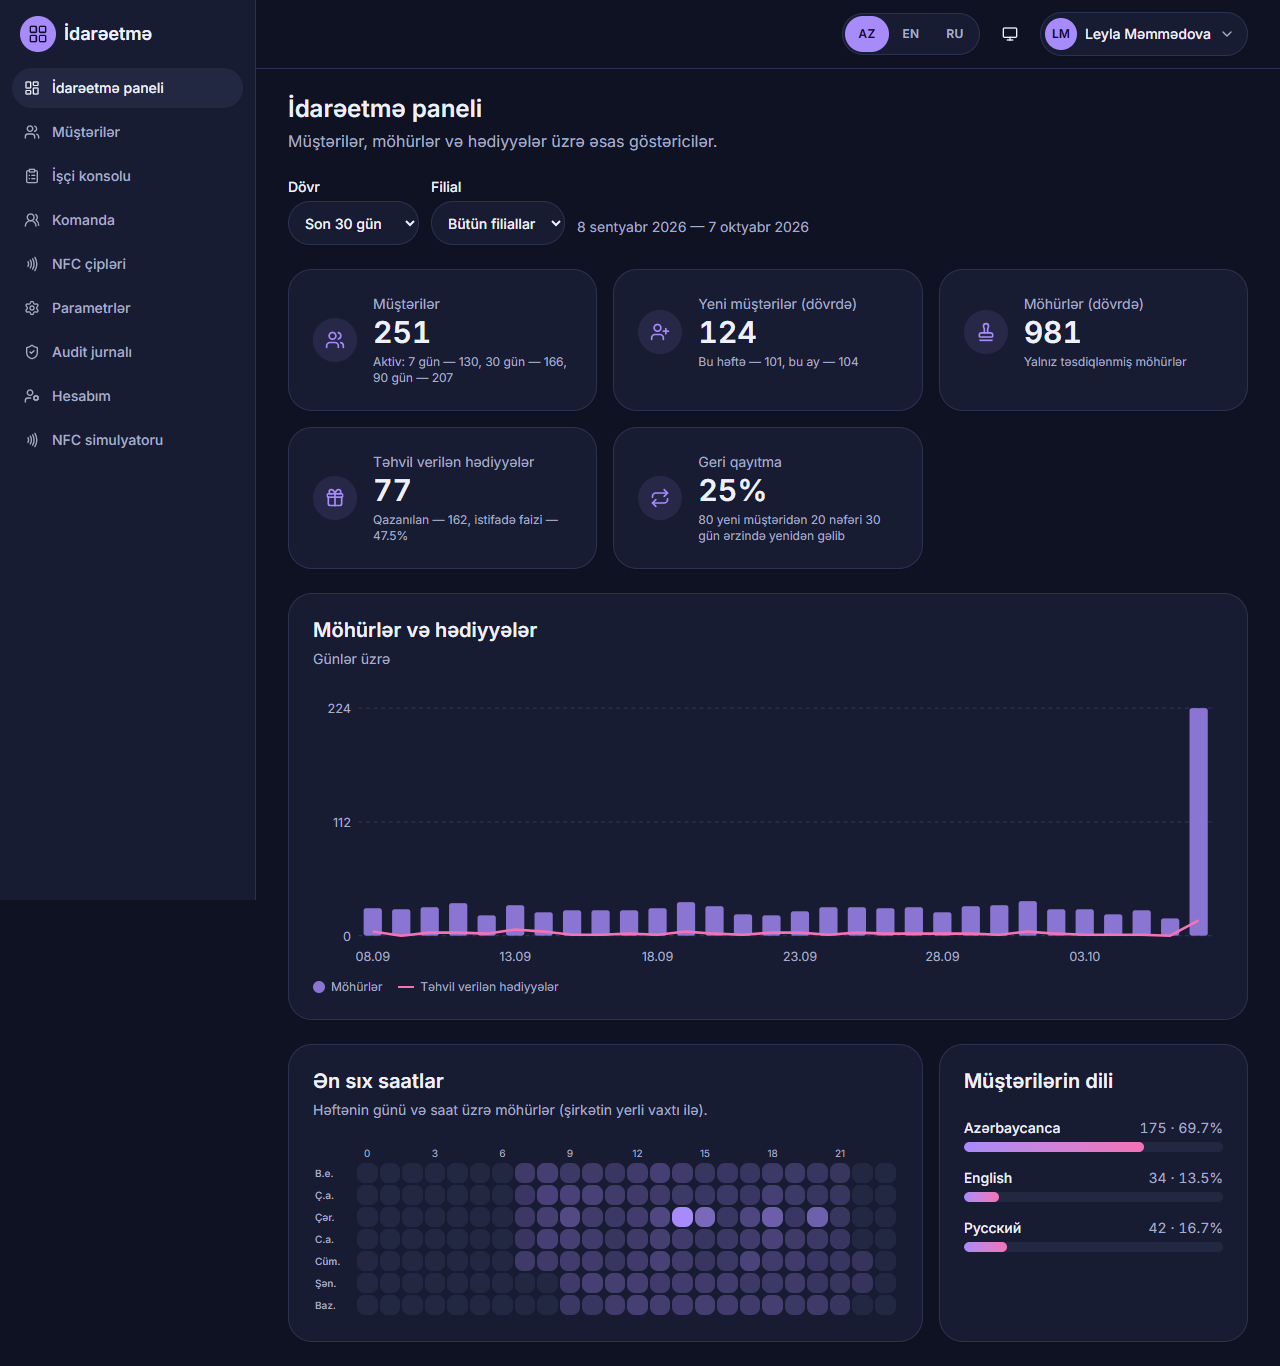 İdarəetmə
AZ EN RU
LM Leyla Məmmədova
İdarəetmə paneli
Müştərilər
İşçi konsolu
Komanda
NFC çipləri
Parametrlər
Audit jurnalı
Hesabım
NFC simulyatoru
İdarəetmə paneli
Müştərilər, möhürlər və hədiyyələr üzrə əsas göstəricilər.
Dövr
Filial
Son 30 gün
Bütün filiallar
8 sentyabr 2026 — 7 oktyabr 2026
Müştərilər
251
Aktiv: 7 gün — 130, 30 gün — 166,
90 gün — 207
Yeni müştərilər (dövrdə)
124
Bu həftə — 101, bu ay — 104
Möhürlər (dövrdə)
981
Yalnız təsdiqlənmiş möhürlər
Təhvil verilən hədiyyələr
77
Qazanılan — 162, istifadə faizi —
47.5%
Geri qayıtma
25%
80 yeni müştəridən 20 nəfəri 30
gün ərzində yenidən gəlib
Möhürlər və hədiyyələr
Günlər üzrə
224
112
0
08.09 13.09 18.09 23.09 28.09 03.10
Möhürlər
Təhvil verilən hədiyyələr
Ən sıx saatlar
Həftənin günü və saat üzrə möhürlər (şirkətin yerli vaxtı ilə).
0 3 6 9 12 15 18 21
B.e.
Ç.a.
Çər.
C.a.
Cüm.
Şən.
Baz.
Müştərilərin dili
Azərbaycanca 175 · 69.7%
English 34 · 13.5%
Русский 42 · 16.7%